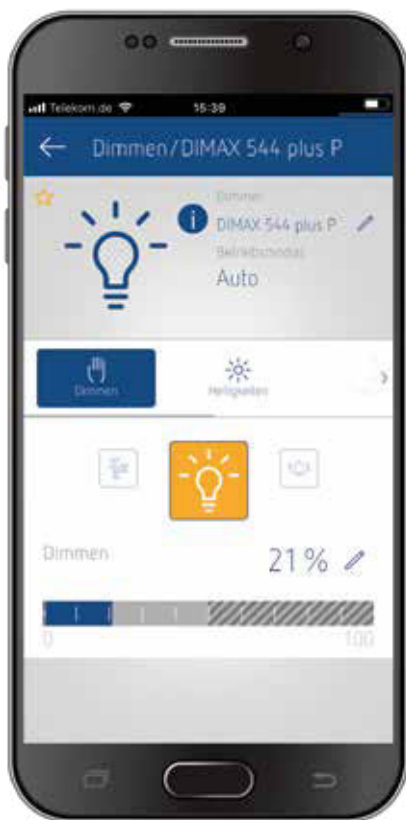 Telekom.de 15:39
Dimmen/DIMAX 544 plus P
Dimmer
DIMAX 544 plus P
Betriebsmodus
Auto
Dimmen
Helligkeiten
Dimmen 21%
0 100